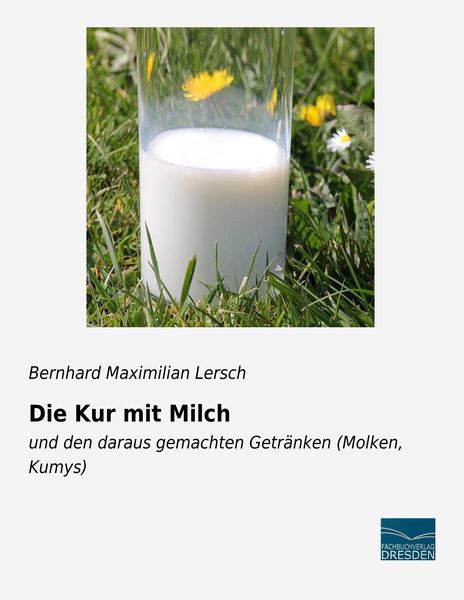 Bernhard Maximilian Lersch
Die Kur mit Milch
und den daraus gemachten Getränken (Molken,
Kumys)
FACHBUCHVERLAG
DRESDEN